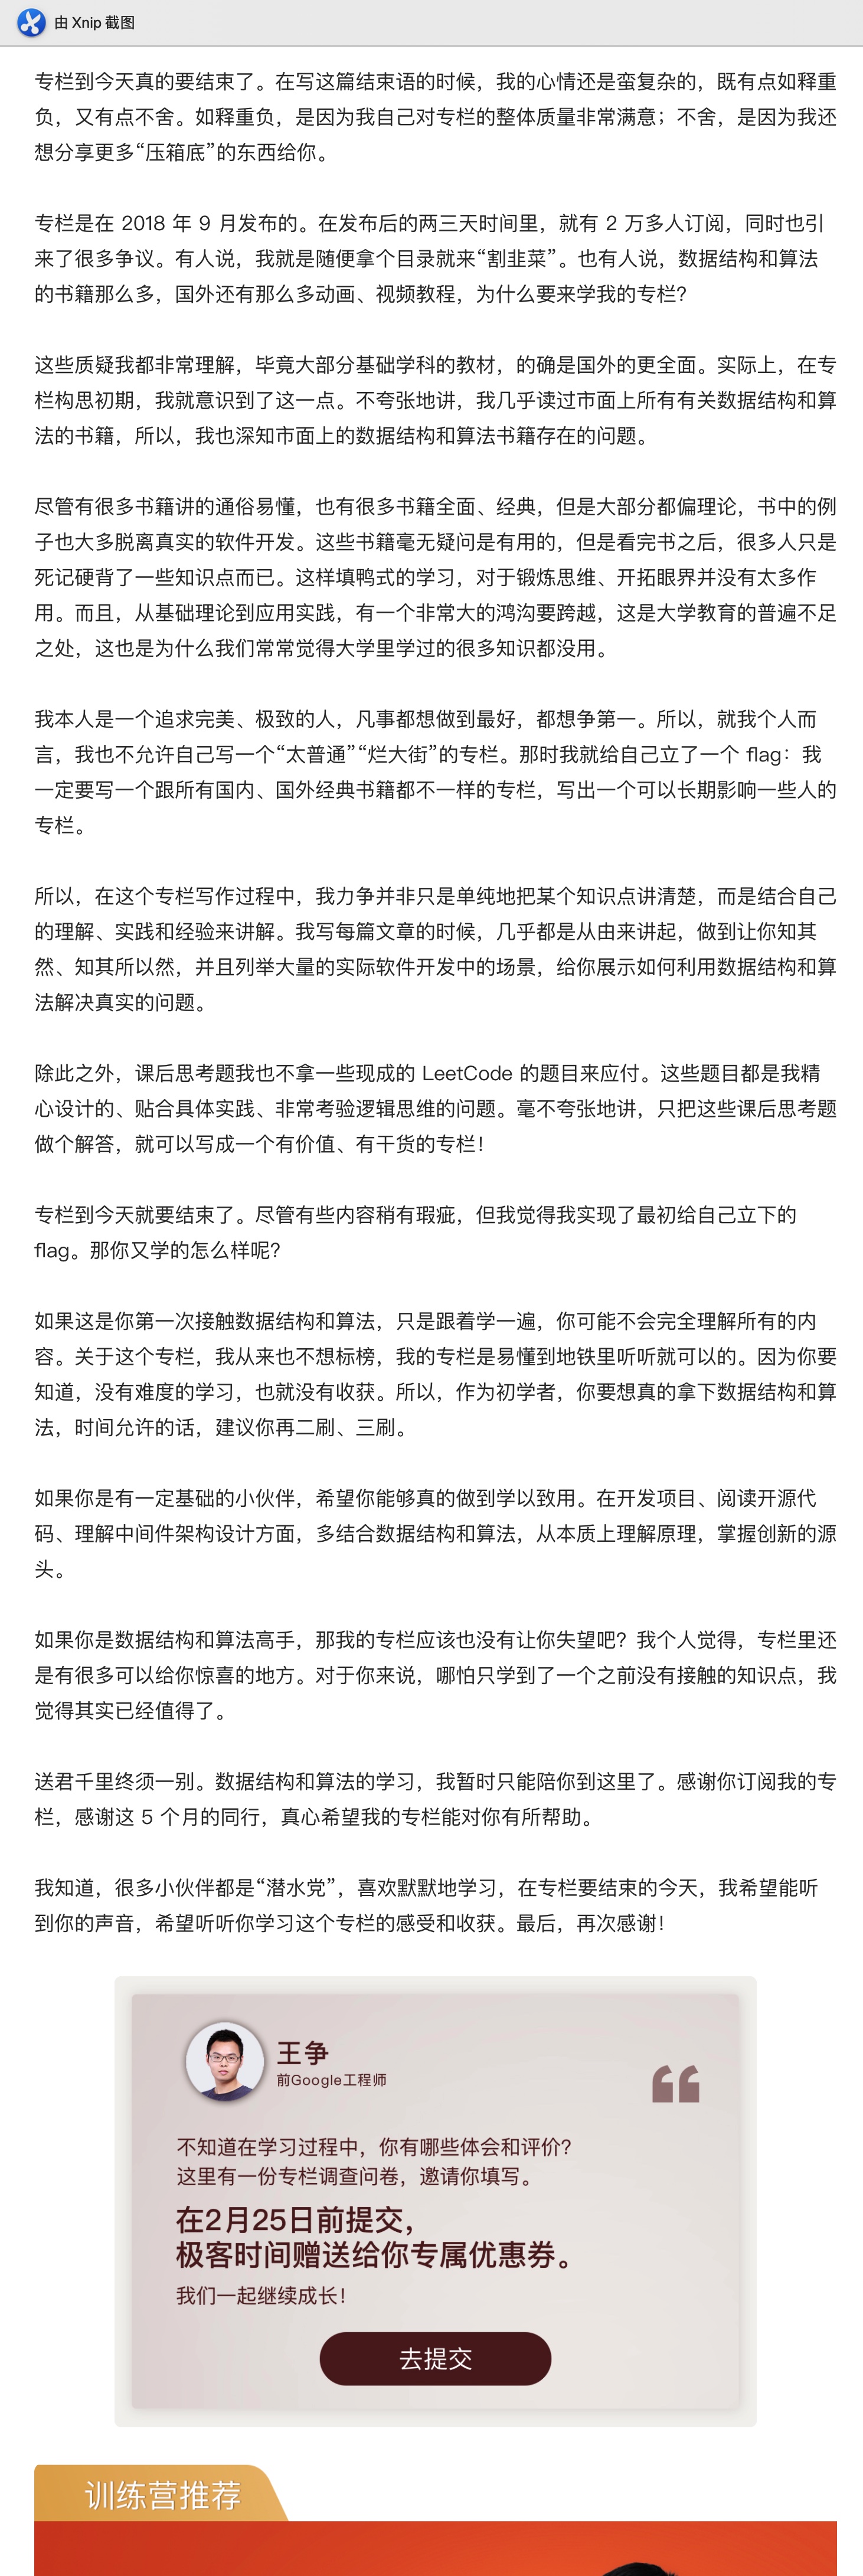 由 Xnip 截图
专栏到今天真的要结束了。在写这篇结束语的时候，我的心情还是蛮复杂的，既有点如释重
负，又有点不舍。如释重负，是因为我自己对专栏的整体质量非常满意；不舍，是因为我还
想分享更多“压箱底”的东西给你。
专栏是在 2018 年 9 月发布的。在发布后的两三天时间里，就有 2 万多人订阅，同时也引
来了很多争议。有人说，我就是随便拿个目录就来“割韭菜”。也有人说，数据结构和算法
的书籍那么多，国外还有那么多动画、视频教程，为什么要来学我的专栏？
这些质疑我都非常理解，毕竟大部分基础学科的教材，的确是国外的更全面。实际上，在专
栏构思初期，我就意识到了这一点。不夸张地讲，我几乎读过市面上所有有关数据结构和算
法的书籍，所以，我也深知市面上的数据结构和算法书籍存在的问题。
尽管有很多书籍讲的通俗易懂，也有很多书籍全面、经典，但是大部分都偏理论，书中的例
子也大多脱离真实的软件开发。这些书籍毫无疑问是有用的，但是看完书之后，很多人只是
死记硬背了一些知识点而已。这样填鸭式的学习，对于锻炼思维、开拓眼界并没有太多作
用。而且，从基础理论到应用实践，有一个非常大的鸿沟要跨越，这是大学教育的普遍不足
之处，这也是为什么我们常常觉得大学里学过的很多知识都没用。
我本人是一个追求完美、极致的人，凡事都想做到最好，都想争第一。所以，就我个人而
言，我也不允许自己写一个“太普通”“烂大街”的专栏。那时我就给自己立了一个 flag：我
一定要写一个跟所有国内、国外经典书籍都不一样的专栏，写出一个可以长期影响一些人的
专栏。
所以，在这个专栏写作过程中，我力争并非只是单纯地把某个知识点讲清楚，而是结合自己
的理解、实践和经验来讲解。我写每篇文章的时候，几乎都是从由来讲起，做到让你知其
然、知其所以然，并且列举大量的实际软件开发中的场景，给你展示如何利用数据结构和算
法解决真实的问题。
除此之外，课后思考题我也不拿一些现成的 LeetCode 的题目来应付。这些题目都是我精
心设计的、贴合具体实践、非常考验逻辑思维的问题。毫不夸张地讲，只把这些课后思考题
做个解答，就可以写成一个有价值、有干货的专栏！
专栏到今天就要结束了。尽管有些内容稍有瑕疵，但我觉得我实现了最初给自己立下的
flag。那你又学的怎么样呢？
如果这是你第一次接触数据结构和算法，只是跟着学一遍，你可能不会完全理解所有的内
容。关于这个专栏，我从来也不想标榜，我的专栏是易懂到地铁里听听就可以的。因为你要
知道，没有难度的学习，也就没有收获。所以，作为初学者，你要想真的拿下数据结构和算
法，时间允许的话，建议你再二刷、三刷。
如果你是有一定基础的小伙伴，希望你能够真的做到学以致用。在开发项目、阅读开源代
码、理解中间件架构设计方面，多结合数据结构和算法，从本质上理解原理，掌握创新的源
头。
如果你是数据结构和算法高手，那我的专栏应该也没有让你失望吧？我个人觉得，专栏里还
是有很多可以给你惊喜的地方。对于你来说，哪怕只学到了一个之前没有接触的知识点，我
觉得其实已经值得了。
送君千里终须一别。数据结构和算法的学习，我暂时只能陪你到这里了。感谢你订阅我的专
栏，感谢这 5 个月的同行，真心希望我的专栏能对你有所帮助。
我知道，很多小伙伴都是“潜水党”，喜欢默默地学习，在专栏要结束的今天，我希望能听
到你的声音，希望听听你学习这个专栏的感受和收获。最后，再次感谢！
王争
前Google工程师
不知道在学习过程中，你有哪些体会和评价？
这里有一份专栏调查问卷，邀请你填写。
在2月25日前提交，
极客时间赠送给你专属优惠券。
我们一起继续成长！
去提交
训练营推荐